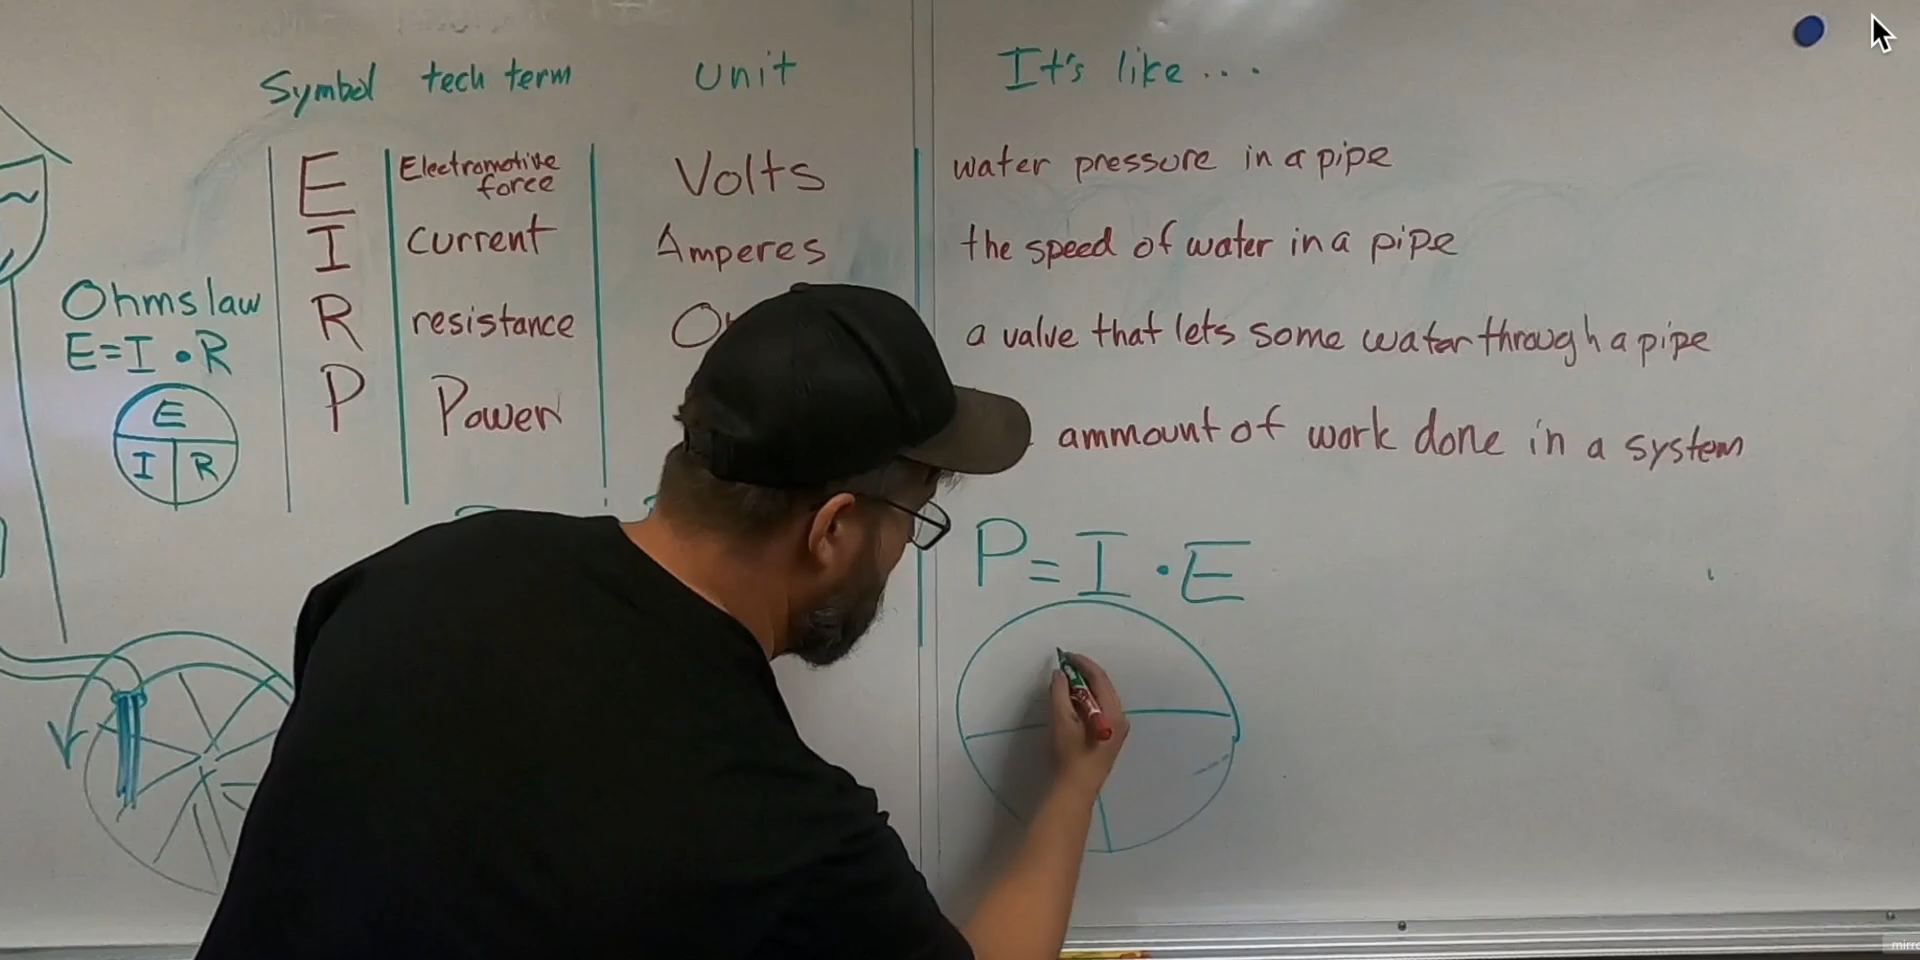 Symbol tech term unit It's like ...
E Electromotive force Volts water pressure in a pipe
I current Amperes the speed of water in a pipe
R resistance a valve that lets some water through a pipe
P Power ammount of work done in a system
Ohms law
E=I•R
E
I R
P=I•E